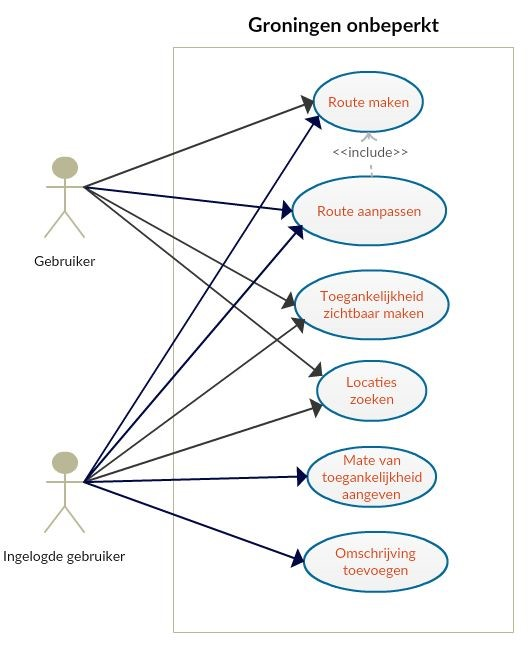 Groningen onbeperkt
Route maken
<<include>>
Route aanpassen
Gebruiker
Toegankelijheid
zichtbaar maken
Locaties
zoeken
Mate van
toegankelijkheid
aangeven
Omschrijving
toevoegen
Ingelogde gebruiker